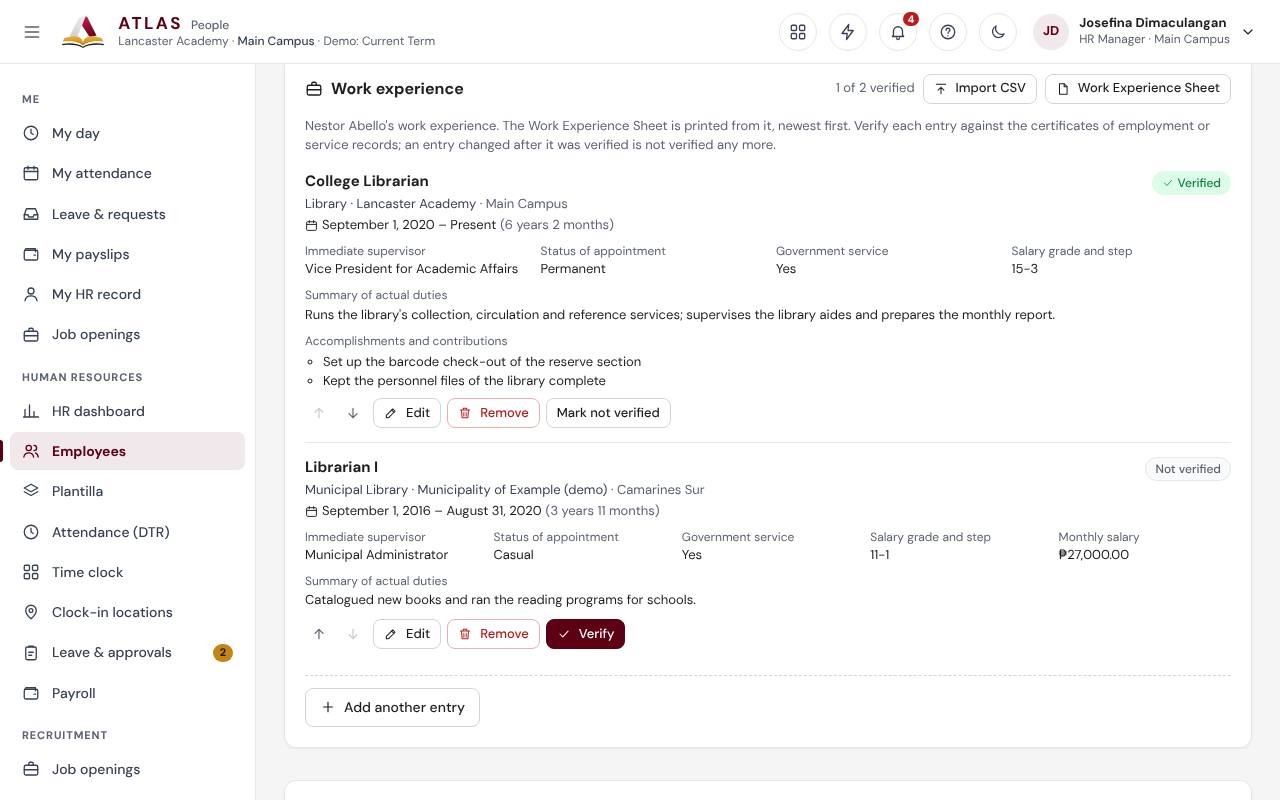 ATLAS People
Lancaster Academy · Main Campus · Demo: Current Term
4
JD
Josefina Dimaculangan
HR Manager · Main Campus
ME
My day
My attendance
Leave & requests
My payslips
My HR record
Job openings
HUMAN RESOURCES
HR dashboard
Employees
Plantilla
Attendance (DTR)
Time clock
Clock-in locations
Leave & approvals 2
Payroll
RECRUITMENT
Job openings
Work experience
1 of 2 verified
Import CSV
Work Experience Sheet
Nestor Abello's work experience. The Work Experience Sheet is printed from it, newest first. Verify each entry against the certificates of employment or
service records; an entry changed after it was verified is not verified any more.
College Librarian
Verified
Library · Lancaster Academy · Main Campus
September 1, 2020 – Present (6 years 2 months)
Immediate supervisor Status of appointment Government service Salary grade and step
Vice President for Academic Affairs Permanent Yes 15-3
Summary of actual duties
Runs the library's collection, circulation and reference services; supervises the library aides and prepares the monthly report.
Accomplishments and contributions
Set up the barcode check-out of the reserve section
Kept the personnel files of the library complete
Edit Remove Mark not verified
Librarian I
Not verified
Municipal Library · Municipality of Example (demo) · Camarines Sur
September 1, 2016 – August 31, 2020 (3 years 11 months)
Immediate supervisor Status of appointment Government service Salary grade and step Monthly salary
Municipal Administrator Casual Yes 11-1 ₱27,000.00
Summary of actual duties
Catalogued new books and ran the reading programs for schools.
Edit Remove Verify
Add another entry